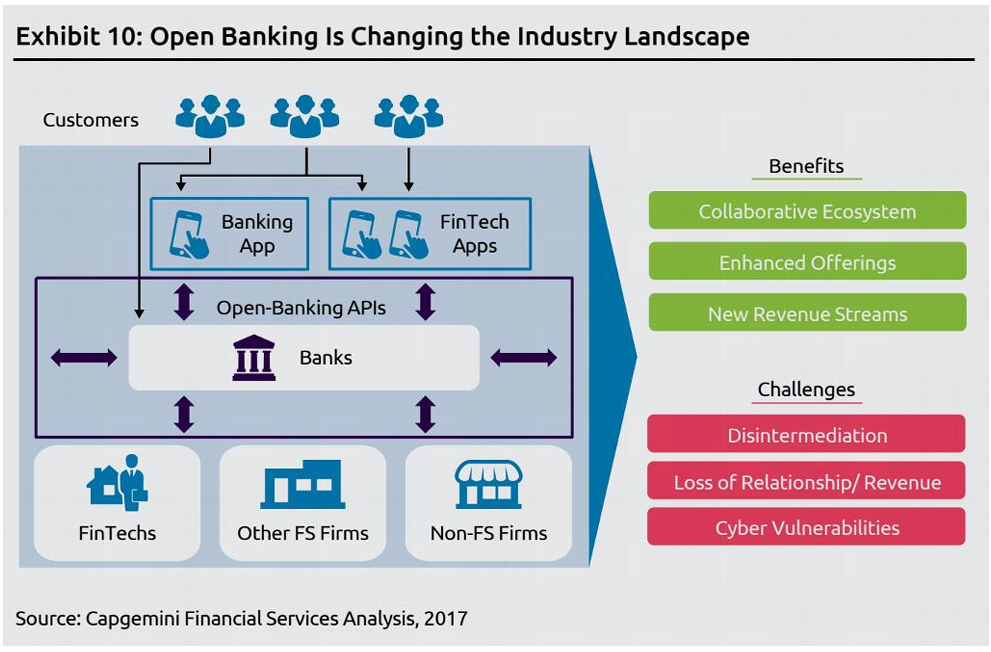 Exhibit 10: Open Banking Is Changing the Industry Landscape
Customers
Banking
App
FinTech
Apps
Open-Banking APIs
Banks
FinTechs
Other FS Firms
Non-FS Firms
Benefits
Collaborative Ecosystem
Enhanced Offerings
New Revenue Streams
Challenges
Disintermediation
Loss of Relationship/ Revenue
Cyber Vulnerabilities
Source: Capgemini Financial Services Analysis, 2017